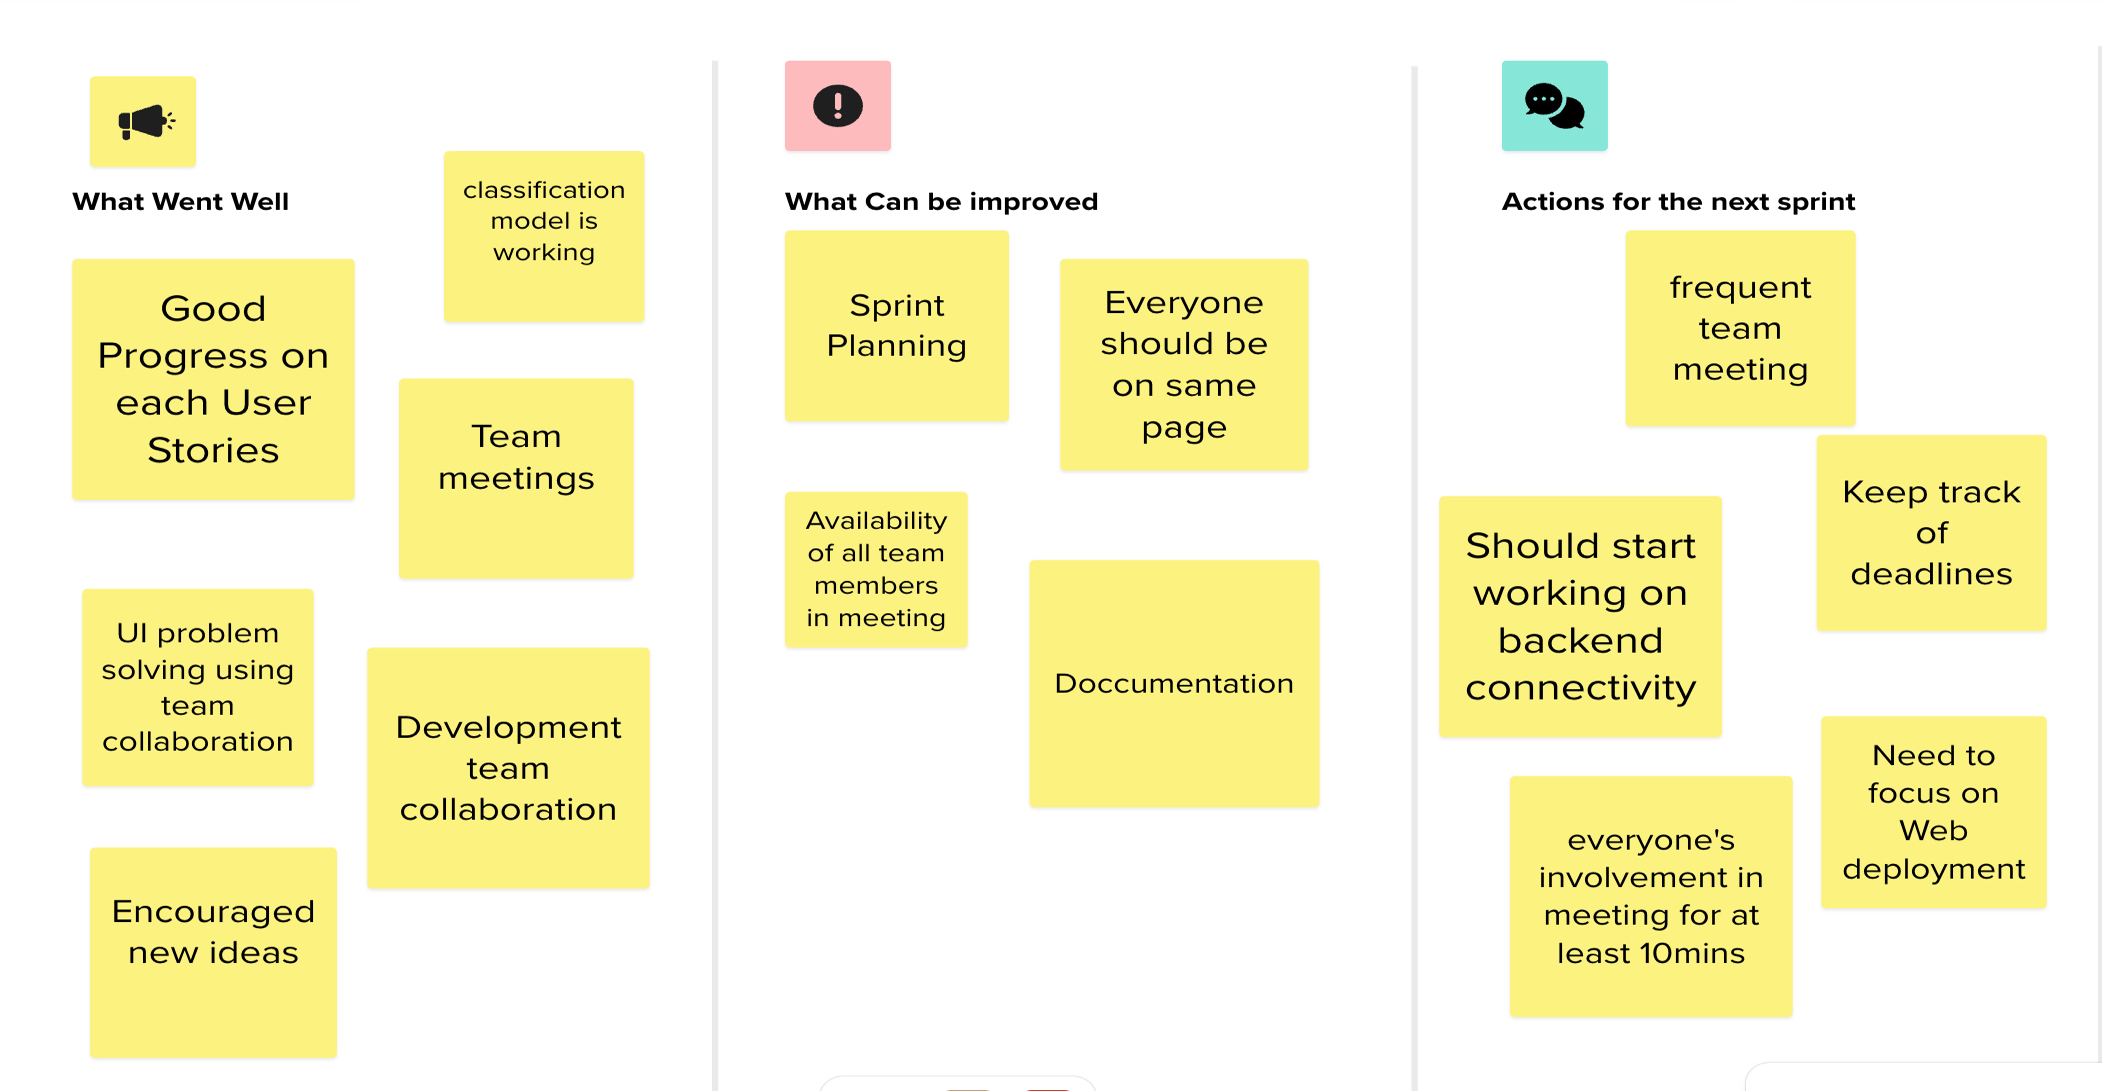 What Went Well
classification
model is
working
Good
Progress on
each User
Stories
Team
meetings
UI problem
solving using
team
collaboration
Development
team
collaboration
Encouraged
new ideas
What Can be improved
Sprint
Planning
Everyone
should be
on same
page
Availability
of all team
members
in meeting
Doccumentation
Actions for the next sprint
frequent
team
meeting
Keep track
of
deadlines
Should start
working on
backend
connectivity
Need to
focus on
Web
deployment
everyone's
involvement in
meeting for at
least 10mins